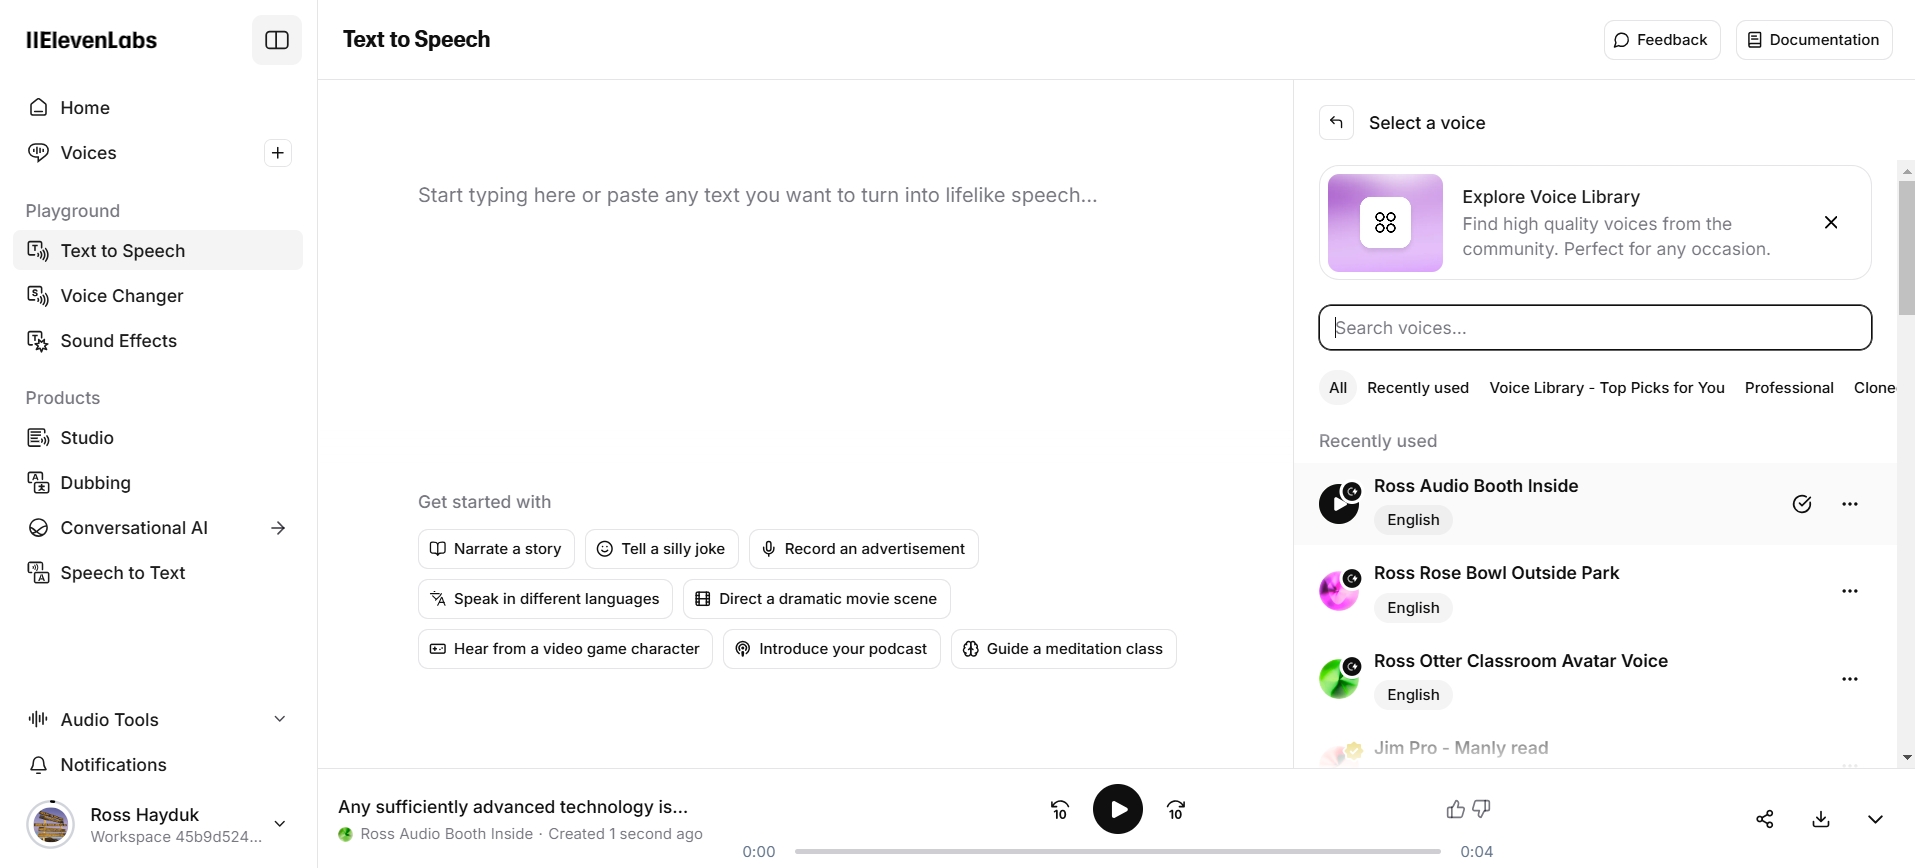 IIElevenLabs
Home
Voices
Playground
Text to Speech
Voice Changer
Sound Effects
Products
Studio
Dubbing
Conversational AI
Speech to Text
Audio Tools
Notifications
Ross Hayduk
Workspace 45b9d524...
Text to Speech
Feedback
Documentation
Start typing here or paste any text you want to turn into lifelike speech...
Get started with
Narrate a story
Tell a silly joke
Record an advertisement
Speak in different languages
Direct a dramatic movie scene
Hear from a video game character
Introduce your podcast
Guide a meditation class
Select a voice
Explore Voice Library
Find high quality voices from the
community. Perfect for any occasion.
Search voices...
All
Recently used
Voice Library - Top Picks for You
Professional
Clone
Recently used
Ross Audio Booth Inside
English
Ross Rose Bowl Outside Park
English
Ross Otter Classroom Avatar Voice
English
Jim Pro - Manly read
Any sufficiently advanced technology is...
Ross Audio Booth Inside · Created 1 second ago
10
10
0:00
0:04